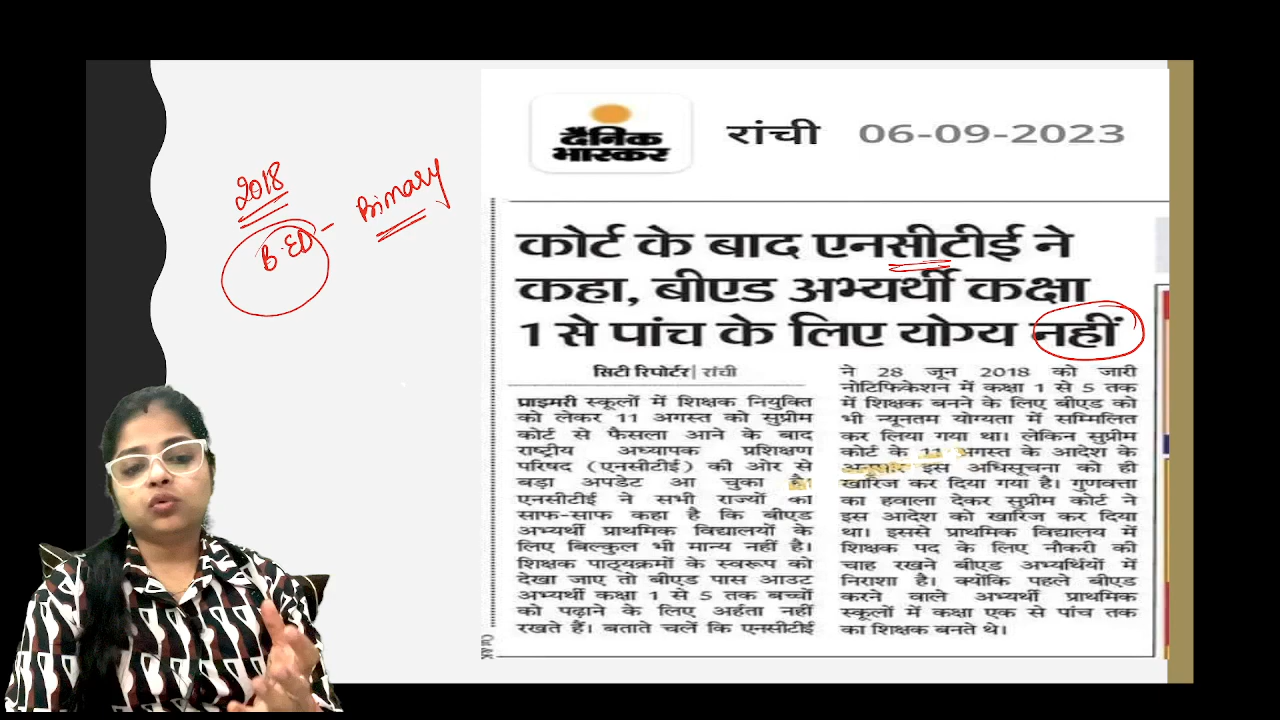 दैनिक
भास्कर
रांची 06-09-2023
2018
B.ED - Primary
कोर्ट के बाद एनसीटीई ने
कहा, बीएड अभ्यर्थी कक्षा
1 से पांच के लिए योग्य नहीं
सिटी रिपोर्टर| रांची
प्राइमरी स्कूलों में शिक्षक नियुक्ति
को लेकर 11 अगस्त को सुप्रीम
कोर्ट से फैसला आने के बाद
राष्ट्रीय अध्यापक प्रशिक्षण
परिषद (एनसीटीई) की ओर से
बड़ा अपडेट आ चुका है।
एनसीटीई ने सभी राज्यों को
साफ-साफ कहा है कि बीएड
अभ्यर्थी प्राथमिक विद्यालयों के
लिए बिल्कुल भी मान्य नहीं है।
शिक्षक पाठ्यक्रमों के स्वरूप को
देखा जाए तो बीएड पास आउट
अभ्यर्थी कक्षा 1 से 5 तक बच्चों
को पढ़ाने के लिए अर्हता नहीं
रखते हैं। बताते चलें कि एनसीटीई
ने 28 जून 2018 को जारी
नोटिफिकेशन में कक्षा 1 से 5 तक
में शिक्षक बनने के लिए बीएड को
भी न्यूनतम योग्यता में सम्मिलित
कर लिया गया था। लेकिन सुप्रीम
कोर्ट के 11 अगस्त के आदेश के
अनुसार इस अधिसूचना को ही
खारिज कर दिया गया है। गुणवत्ता
का हवाला देकर सुप्रीम कोर्ट ने
इस आदेश को खारिज कर दिया
था। इससे प्राथमिक विद्यालय में
शिक्षक पद के लिए नौकरी की
चाह रखने बीएड अभ्यर्थियों में
निराशा है। क्योंकि पहले बीएड
करने वाले अभ्यर्थी प्राथमिक
स्कूलों में कक्षा एक से पांच तक
का शिक्षक बनते थे।